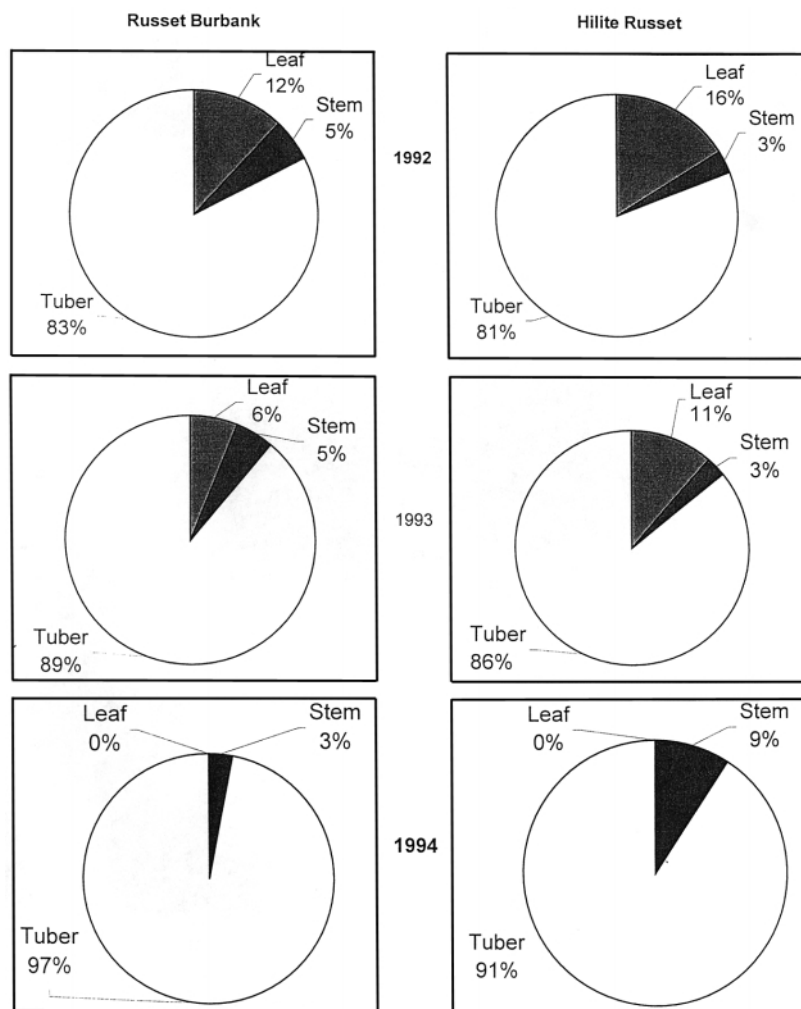 Russet Burbank
Hilite Russet
Leaf
12%
Stem
5%
Tuber
83%
1992
Leaf
16%
Stem
3%
Tuber
81%
Leaf
6%
Stem
5%
Tuber
89%
1993
Leaf
11%
Stem
3%
Tuber
86%
Leaf
0%
Stem
3%
Tuber
97%
1994
Leaf
0%
Stem
9%
Tuber
91%